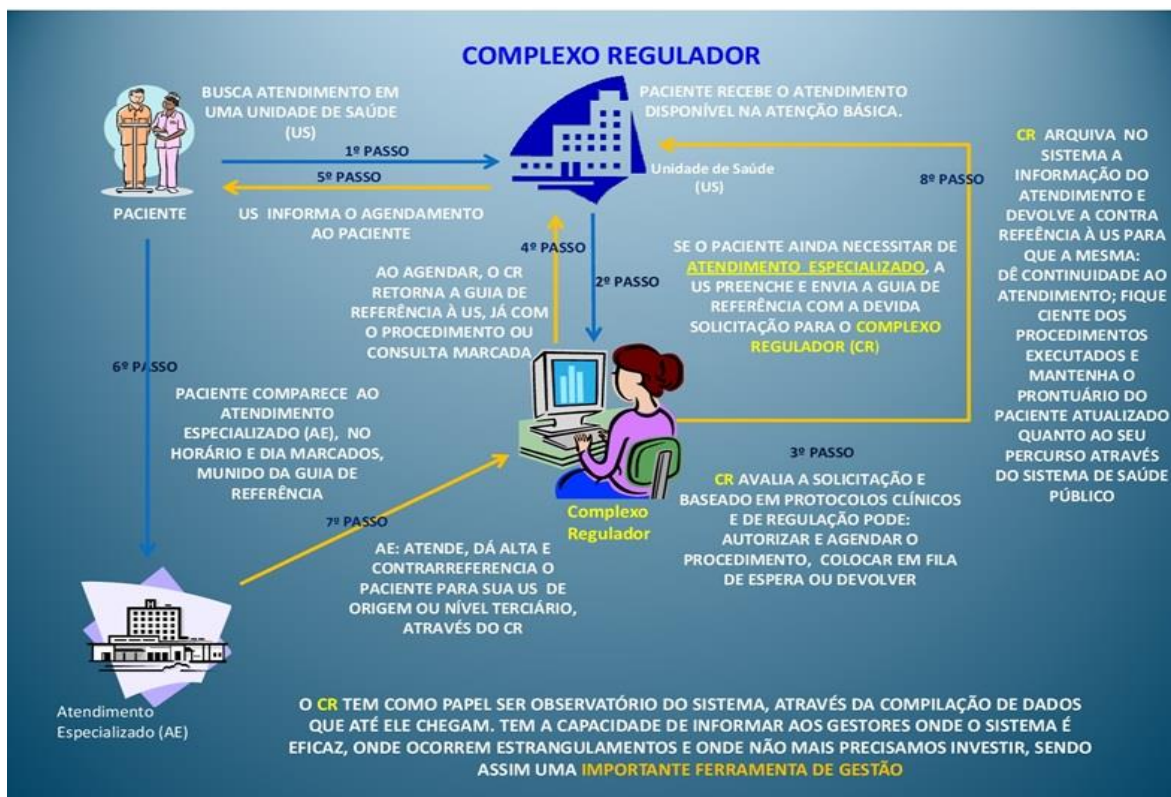 COMPLEXO REGULADOR
BUSCA ATENDIMENTO EM
UMA UNIDADE DE SAÚDE
(US)
PACIENTE RECEBE O ATENDIMENTO
DISPONÍVEL NA ATENÇÃO BÁSICA.
1º PASSO
5º PASSO
PACIENTE
US INFORMA O AGENDAMENTO
AO PACIENTE
Unidade de Saúde
(US)
8º PASSO
CR ARQUIVA NO
SISTEMA A
INFORMAÇÃO DO
ATENDIMENTO E
DEVOLVE A CONTRA
REFEÊNCIA À US PARA
QUE A MESMA:
DÊ CONTINUIDADE AO
ATENDIMENTO; FIQUE
CIENTE DOS
PROCEDIMENTOS
EXECUTADOS E
MANTENHA O
PRONTUÁRIO DO
PACIENTE ATUALIZADO
QUANTO AO SEU
PERCURSO ATRAVÉS
DO SISTEMA DE SAÚDE
PÚBLICO
4º PASSO
AO AGENDAR, O CR
RETORNA A GUIA DE
REFERÊNCIA À US, JÁ COM
O PROCEDIMENTO OU
CONSULTA MARCADA
2º PASSO
SE O PACIENTE AINDA NECESSITAR DE
ATENDIMENTO ESPECIALIZADO, A
US PREENCHE E ENVIA A GUIA DE
REFERÊNCIA COM A DEVIDA
SOLICITAÇÃO PARA O COMPLEXO
REGULADOR (CR)
6º PASSO
PACIENTE COMPARECE AO
ATENDIMENTO
ESPECIALIZADO (AE), NO
HORÁRIO E DIA MARCADOS,
MUNIDO DA GUIA DE
REFERÊNCIA
Complexo
Regulador
3º PASSO
CR AVALIA A SOLICITAÇÃO E
BASEADO EM PROTOCOLOS CLÍNICOS
E DE REGULAÇÃO PODE:
AUTORIZAR E AGENDAR O
PROCEDIMENTO, COLOCAR EM FILA
DE ESPERA OU DEVOLVER
7º PASSO
AE: ATENDE, DÁ ALTA E
CONTRARREFERENCIA O
PACIENTE PARA SUA US DE
ORIGEM OU NÍVEL TERCIÁRIO,
ATRAVÉS DO CR
H
Atendimento
Especializado (AE)
O CR TEM COMO PAPEL SER OBSERVATÓRIO DO SISTEMA, ATRAVÉS DA COMPILAÇÃO DE DADOS
QUE ATÉ ELE CHEGAM. TEM A CAPACIDADE DE INFORMAR AOS GESTORES ONDE O SISTEMA É
EFICAZ, ONDE OCORREM ESTRANGULAMENTOS E ONDE NÃO MAIS PRECISAMOS INVESTIR, SENDO
ASSIM UMA IMPORTANTE FERRAMENTA DE GESTÃO